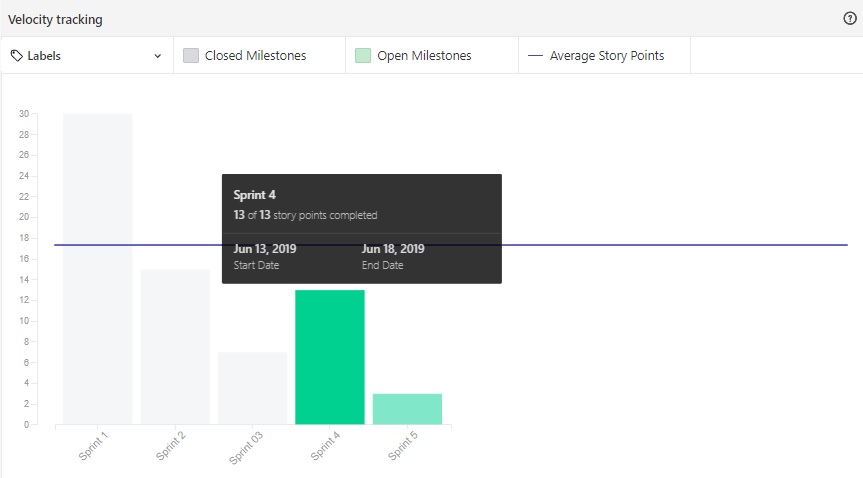 Velocity tracking
Labels
Closed Milestones
Open Milestones
Average Story Points
30
28
26
24
22
20
18
16
14
12
10
8
6
4
2
0
Sprint 4
13 of 13 story points completed
Jun 13, 2019 Jun 18, 2019
Start Date End Date
Sprint 1
Sprint 2
Sprint 03
Sprint 4
Sprint 5